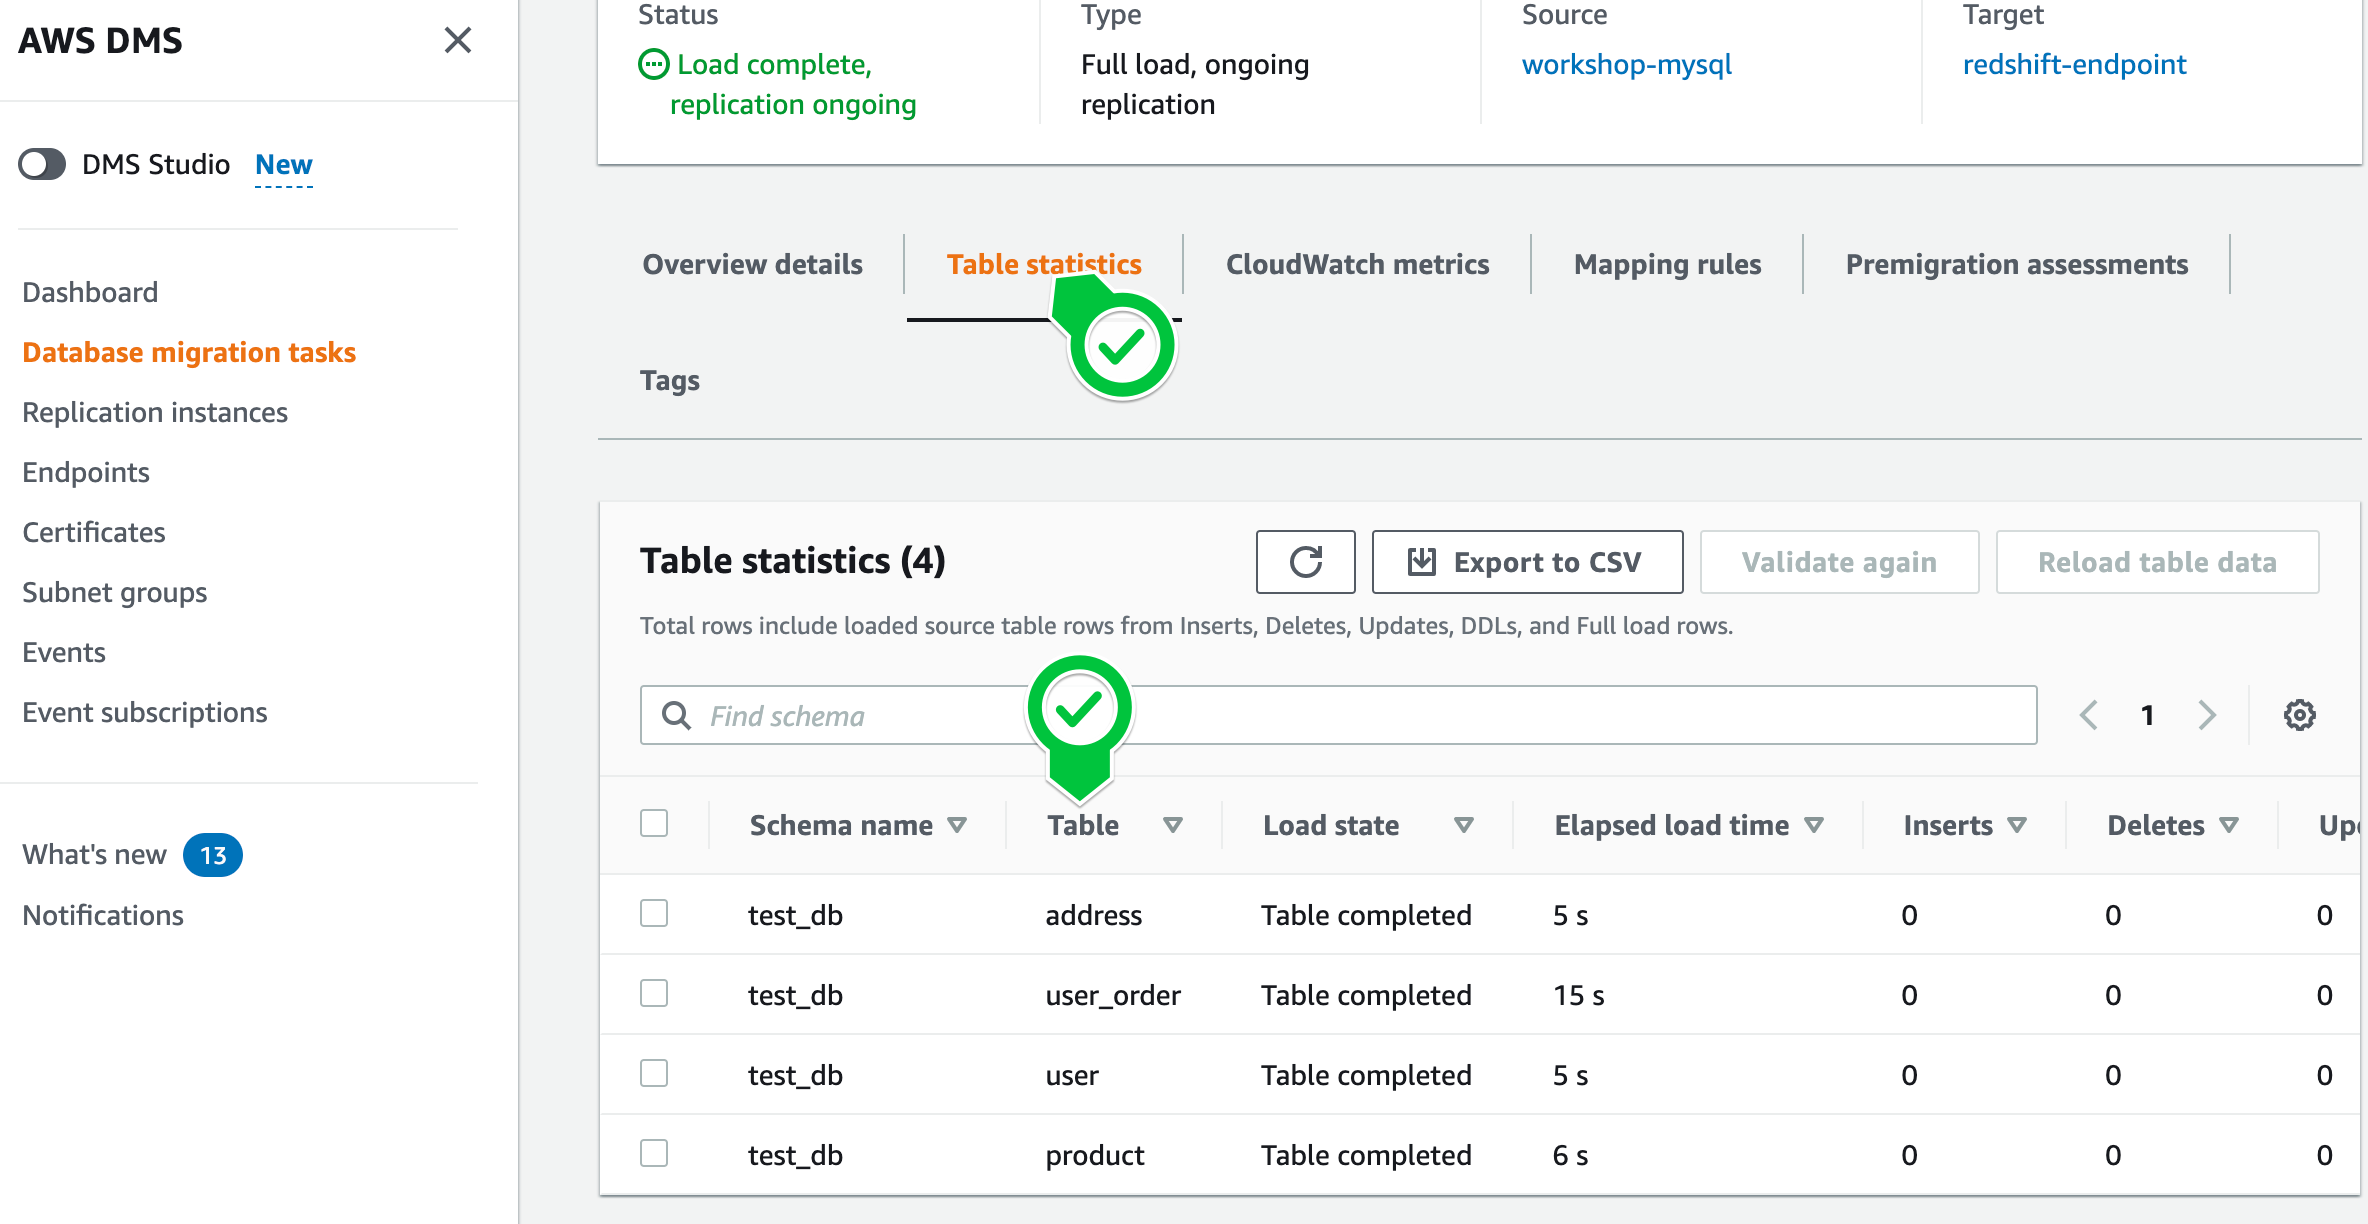 AWS DMS
DMS Studio New
Dashboard
Database migration tasks
Replication instances
Endpoints
Certificates
Subnet groups
Events
Event subscriptions
What's new 13
Notifications
Status
Load complete,
replication ongoing
Type
Full load, ongoing
replication
Source
workshop-mysql
Target
redshift-endpoint
Overview details Table statistics CloudWatch metrics Mapping rules Premigration assessments
Tags
Table statistics (4) Export to CSV Validate again Reload table data
Total rows include loaded source table rows from Inserts, Deletes, Updates, DDLs, and Full load rows.
Find schema 1
Schema name Table Load state Elapsed load time Inserts Deletes
test_db address Table completed 5 s 0 0 0
test_db user_order Table completed 15 s 0 0 0
test_db user Table completed 5 s 0 0 0
test_db product Table completed 6 s 0 0 0